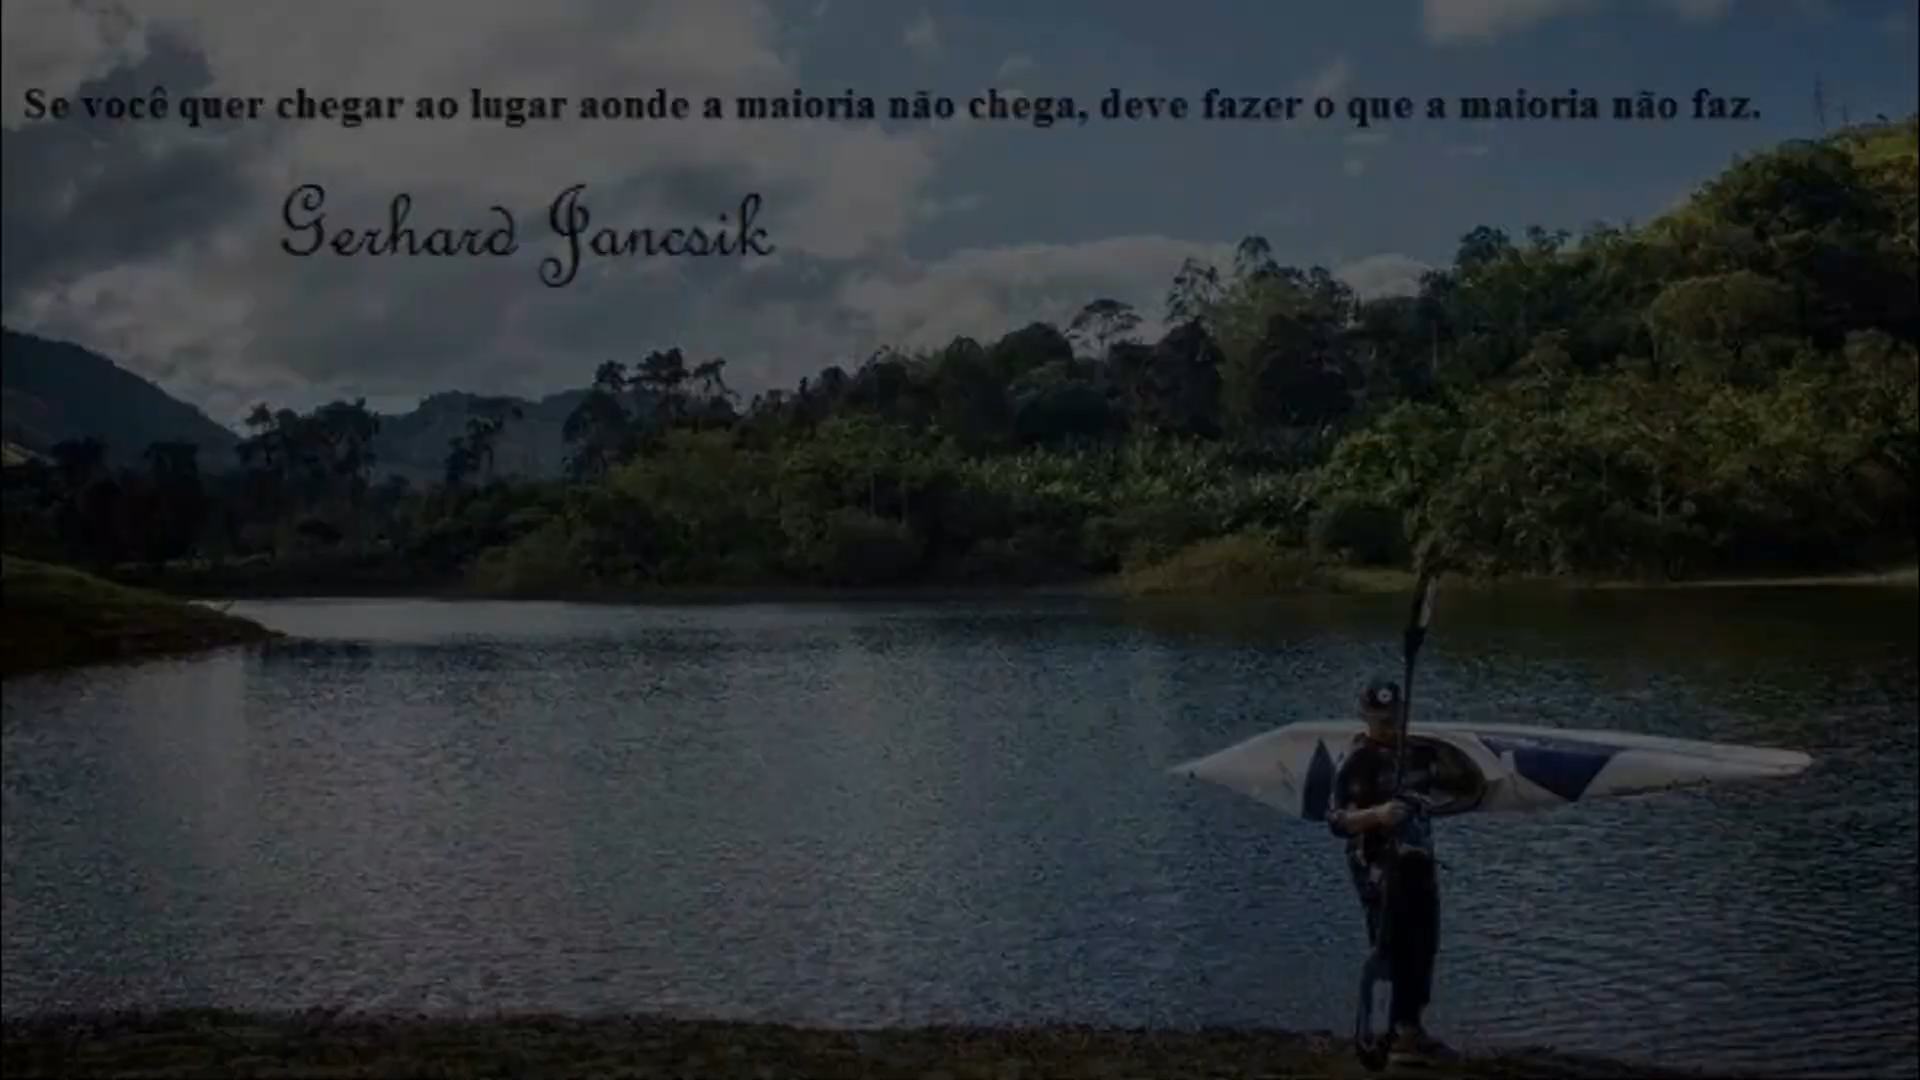 Se você quer chegar ao lugar aonde a maioria não chega, deve fazer o que a maioria não faz.
Gerhard Jancsik